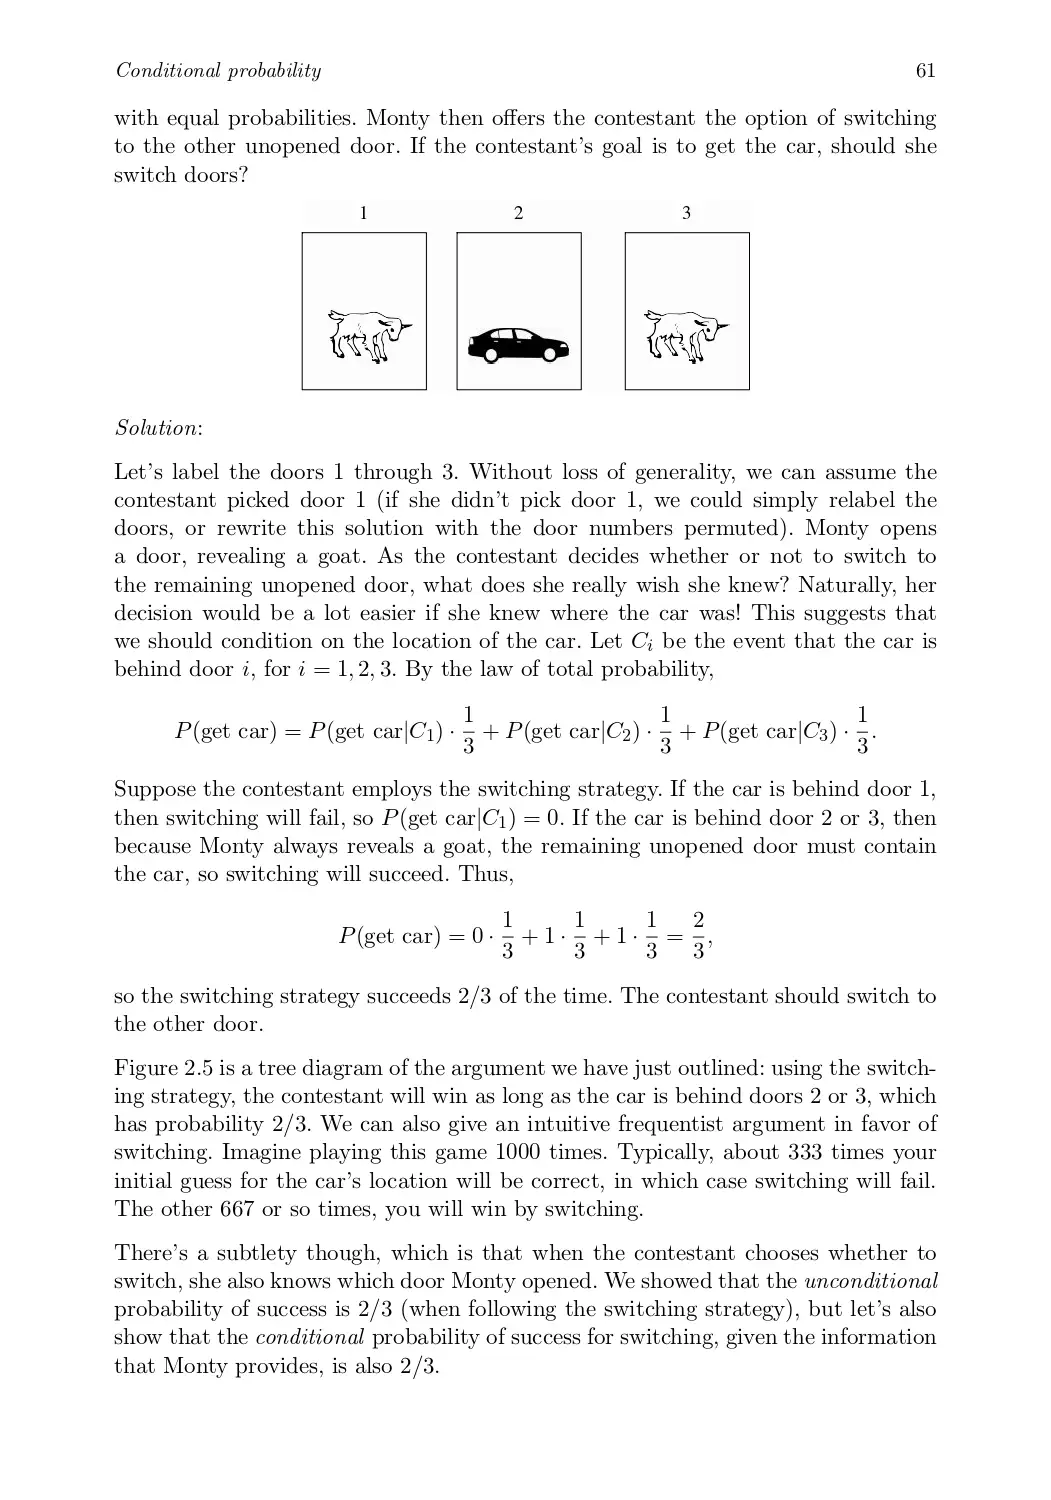 Conditional probability 61
with equal probabilities. Monty then offers the contestant the option of switching
to the other unopened door. If the contestant's goal is to get the car, should she
switch doors?
1 2 3
Solution:
Let's label the doors 1 through 3. Without loss of generality, we can assume the
contestant picked door 1 (if she didn't pick door 1, we could simply relabel the
doors, or rewrite this solution with the door numbers permuted). Monty opens
a door, revealing a goat. As the contestant decides whether or not to switch to
the remaining unopened door, what does she really wish she knew? Naturally, her
decision would be a lot easier if she knew where the car was! This suggests that
we should condition on the location of the car. Let C_i be the event that the car is
behind door i, for i = 1, 2, 3. By the law of total probability,
P(get car) = P(get car|C_1) · 1/3 + P(get car|C_2) · 1/3 + P(get car|C_3) · 1/3.
Suppose the contestant employs the switching strategy. If the car is behind door 1,
then switching will fail, so P(get car|C_1) = 0. If the car is behind door 2 or 3, then
because Monty always reveals a goat, the remaining unopened door must contain
the car, so switching will succeed. Thus,
P(get car) = 0 · 1/3 + 1 · 1/3 + 1 · 1/3 = 2/3,
so the switching strategy succeeds 2/3 of the time. The contestant should switch to
the other door.
Figure 2.5 is a tree diagram of the argument we have just outlined: using the switch-
ing strategy, the contestant will win as long as the car is behind doors 2 or 3, which
has probability 2/3. We can also give an intuitive frequentist argument in favor of
switching. Imagine playing this game 1000 times. Typically, about 333 times your
initial guess for the car's location will be correct, in which case switching will fail.
The other 667 or so times, you will win by switching.
There's a subtlety though, which is that when the contestant chooses whether to
switch, she also knows which door Monty opened. We showed that the unconditional
probability of success is 2/3 (when following the switching strategy), but let's also
show that the conditional probability of success for switching, given the information
that Monty provides, is also 2/3.